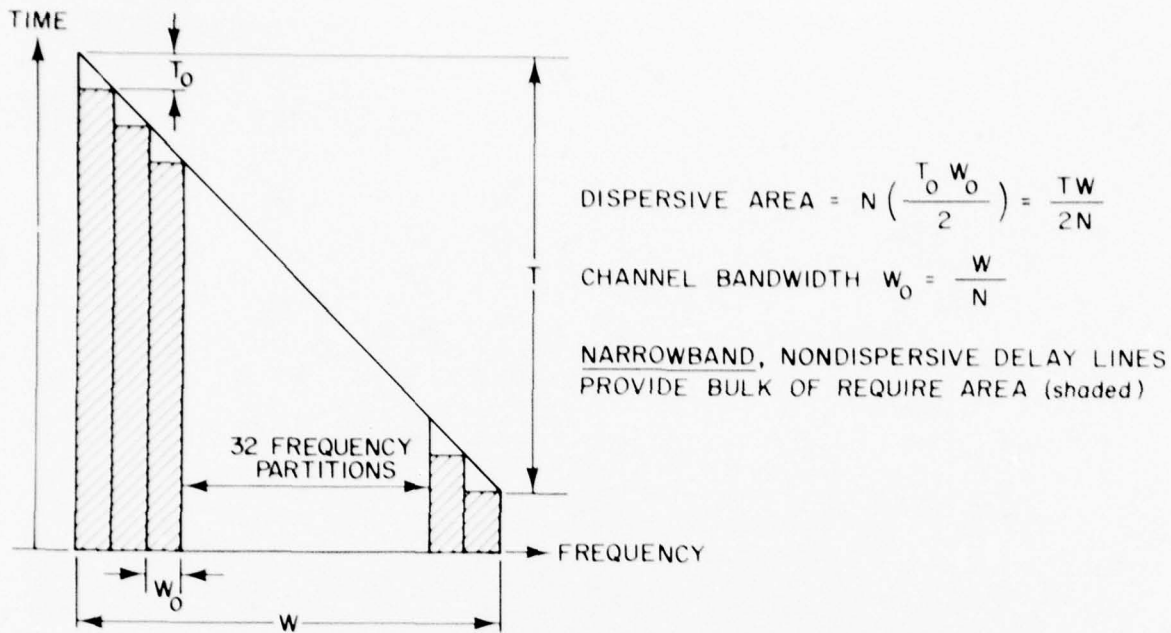 TIME
T₀
DISPERSIVE AREA = N ( T₀ W₀ / 2 ) = TW / 2N
T
CHANNEL BANDWIDTH W₀ = W / N
NARROWBAND, NONDISPERSIVE DELAY LINES
PROVIDE BULK OF REQUIRE AREA (shaded)
32 FREQUENCY
PARTITIONS
FREQUENCY
W₀
W